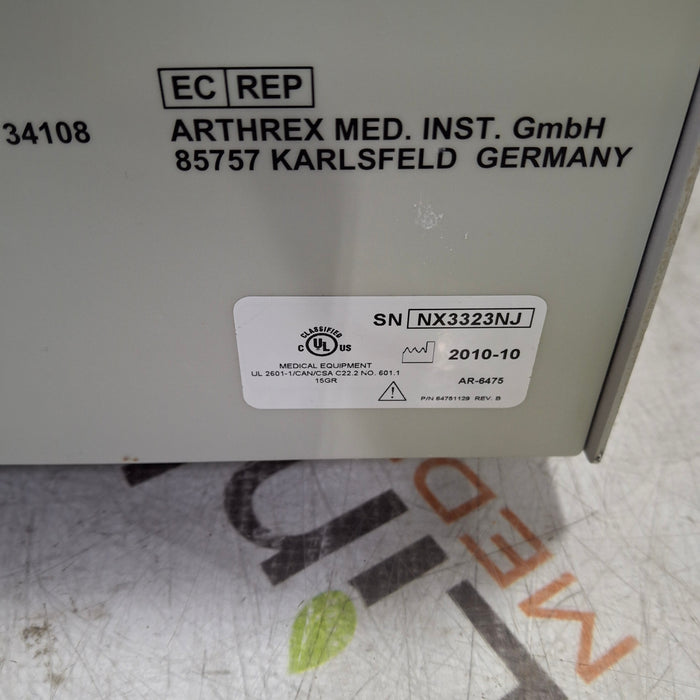 EC REP
34108 ARTHREX MED. INST. GmbH
85757 KARLSFELD GERMANY
SN NX3323NJ
CLASSIFIED
C UL US
2010-10
MEDICAL EQUIPMENT
UL 2601-1/CAN/CSA C22.2 NO. 601.1
15GR
AR-6475
P/N 64751129 REV. B
MED